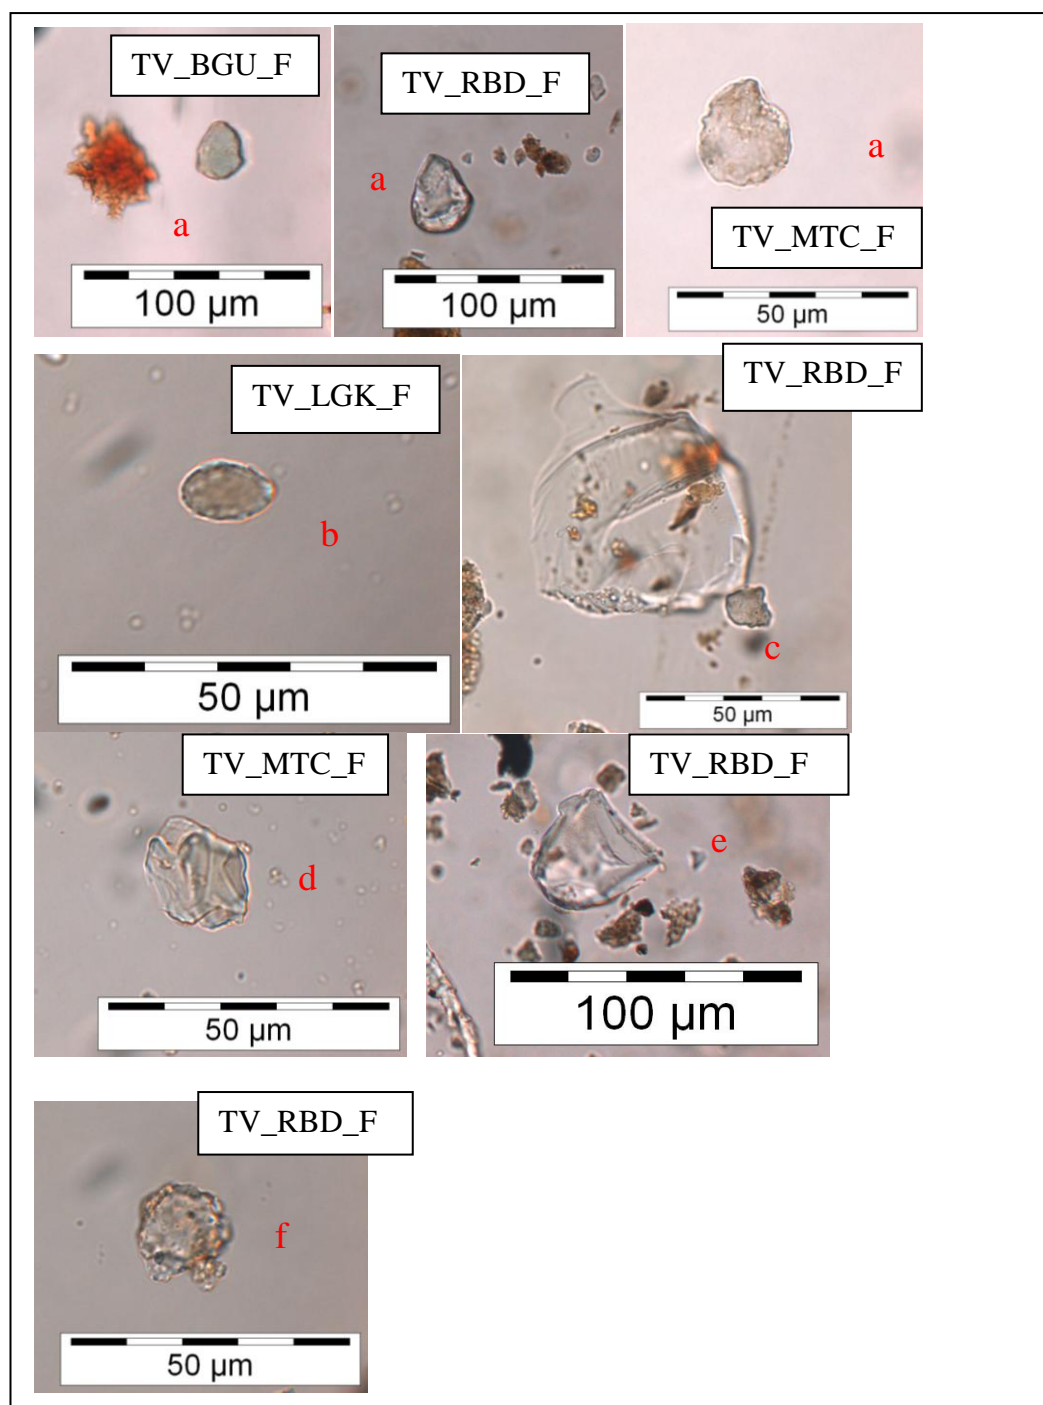 TV_BGU_F
a
100 µm
TV_RBD_F
a
100 µm
a
TV_MTC_F
50 µm
TV_LGK_F
b
50 µm
TV_RBD_F
c
50 µm
TV_MTC_F
d
50 µm
TV_RBD_F
e
100 µm
TV_RBD_F
f
50 µm